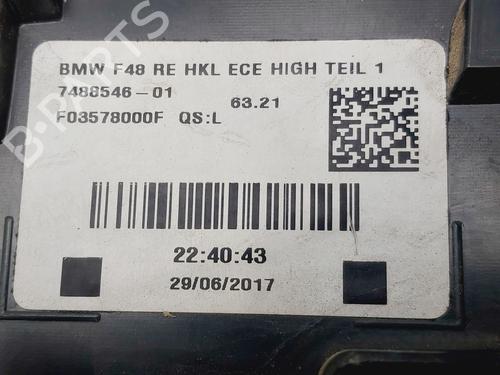 BMW F48 RE HKL ECE HIGH TEIL 1
7488546-01 63.21
F03578000F QS:L
22:40:43
29/06/2017
B-PARTS